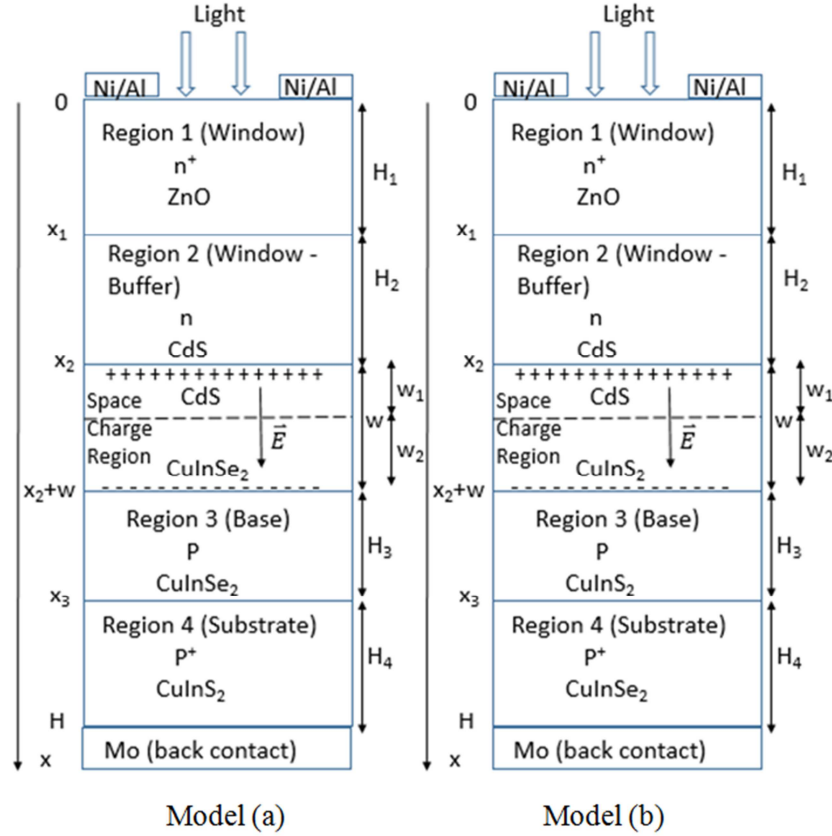 Light
Ni/Al
Ni/Al
0
Region 1 (Window)
n⁺
ZnO
H₁
x₁
Region 2 (Window -
Buffer)
n
CdS
H₂
x₂
+ + + + + + + + + + + + + + +
CdS
w₁
Space
Charge
Region
E⃗
w
w₂
CuInSe₂
x₂+w
Region 3 (Base)
P
CuInSe₂
H₃
x₃
Region 4 (Substrate)
P⁺
CuInS₂
H₄
H
Mo (back contact)
x
Model (a)
Light
Ni/Al
Ni/Al
0
Region 1 (Window)
n⁺
ZnO
H₁
x₁
Region 2 (Window -
Buffer)
n
CdS
H₂
x₂
+ + + + + + + + + + + + + + +
CdS
w₁
Space
Charge
Region
E⃗
w
w₂
CuInS₂
x₂+w
Region 3 (Base)
P
CuInS₂
H₃
x₃
Region 4 (Substrate)
P⁺
CuInSe₂
H₄
H
Mo (back contact)
x
Model (b)